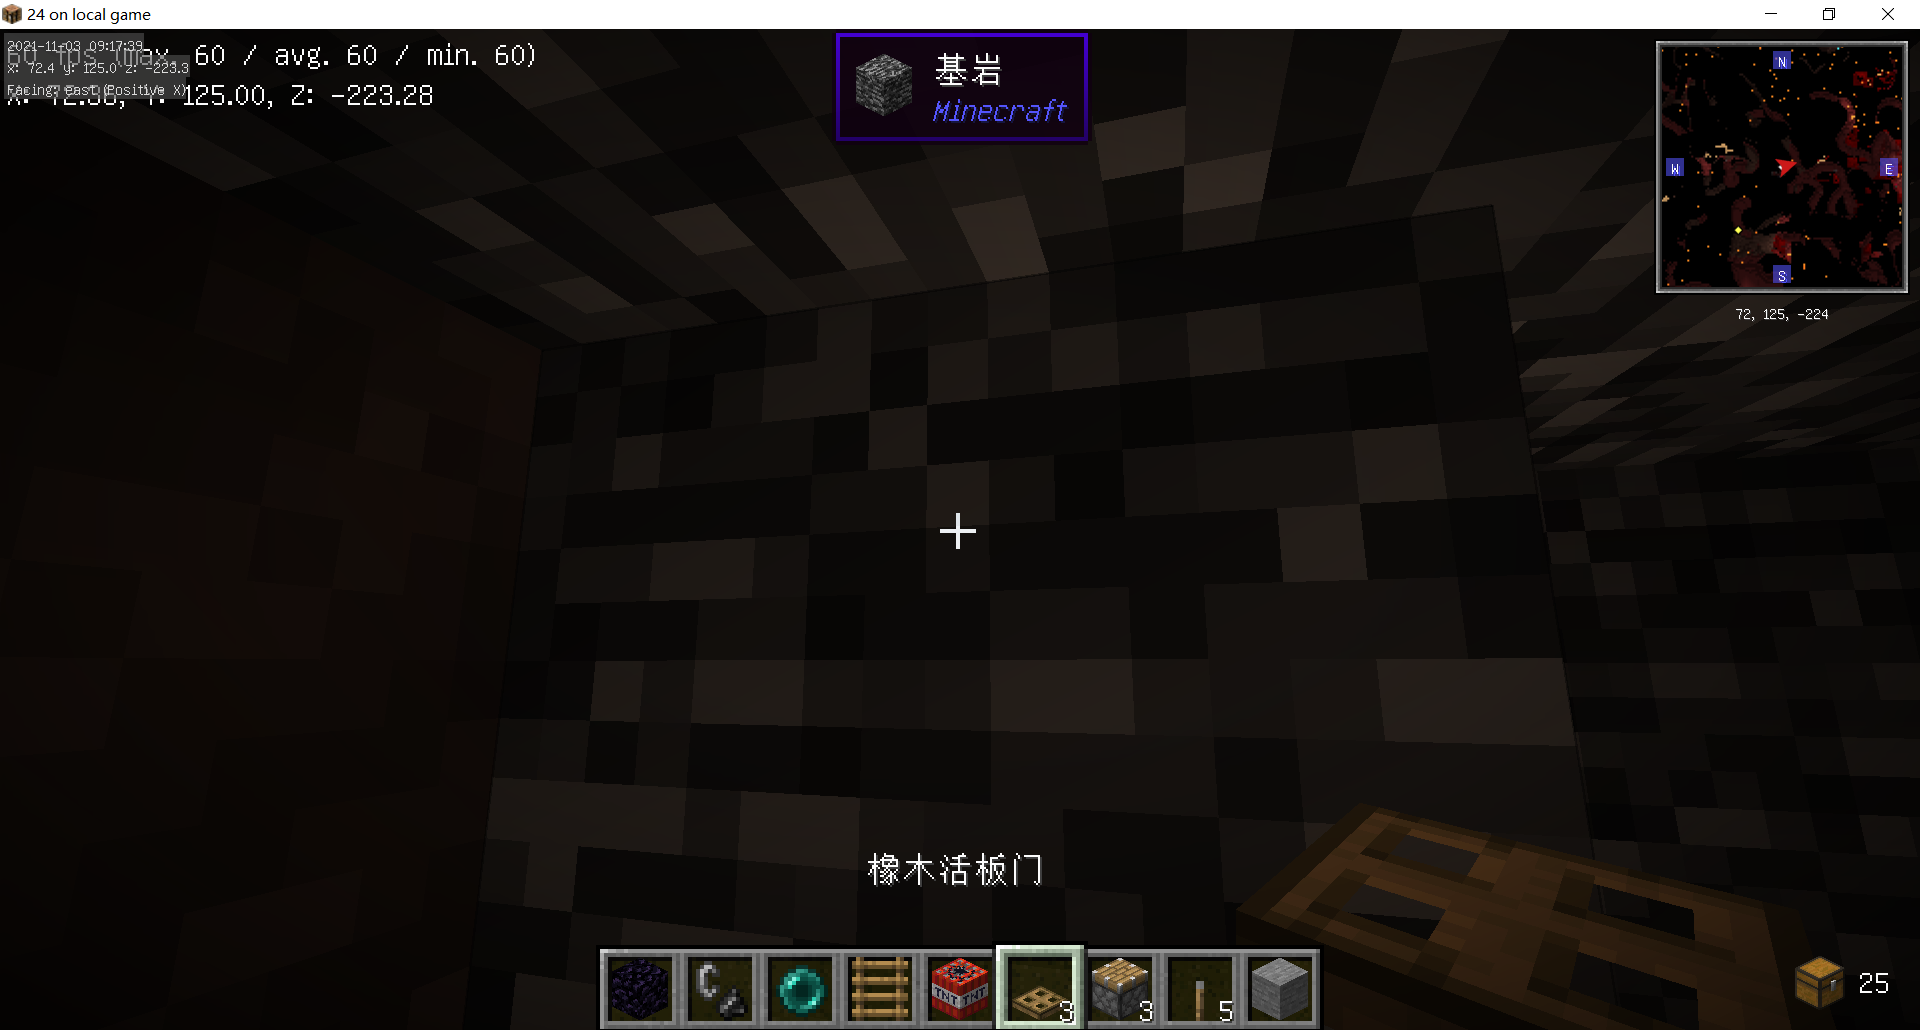 24 on local game
2021-11-03 09:17:39
60 fps (max. 60 / avg. 60 / min. 60)
x: 72.4 y: 125.0 z: -223.3
Facing: East (Positive X)
125.00, Z: -223.28
基岩
Minecraft
N
W
E
S
72, 125, -224
橡木活板门
TNT TNT
3
3
5
25